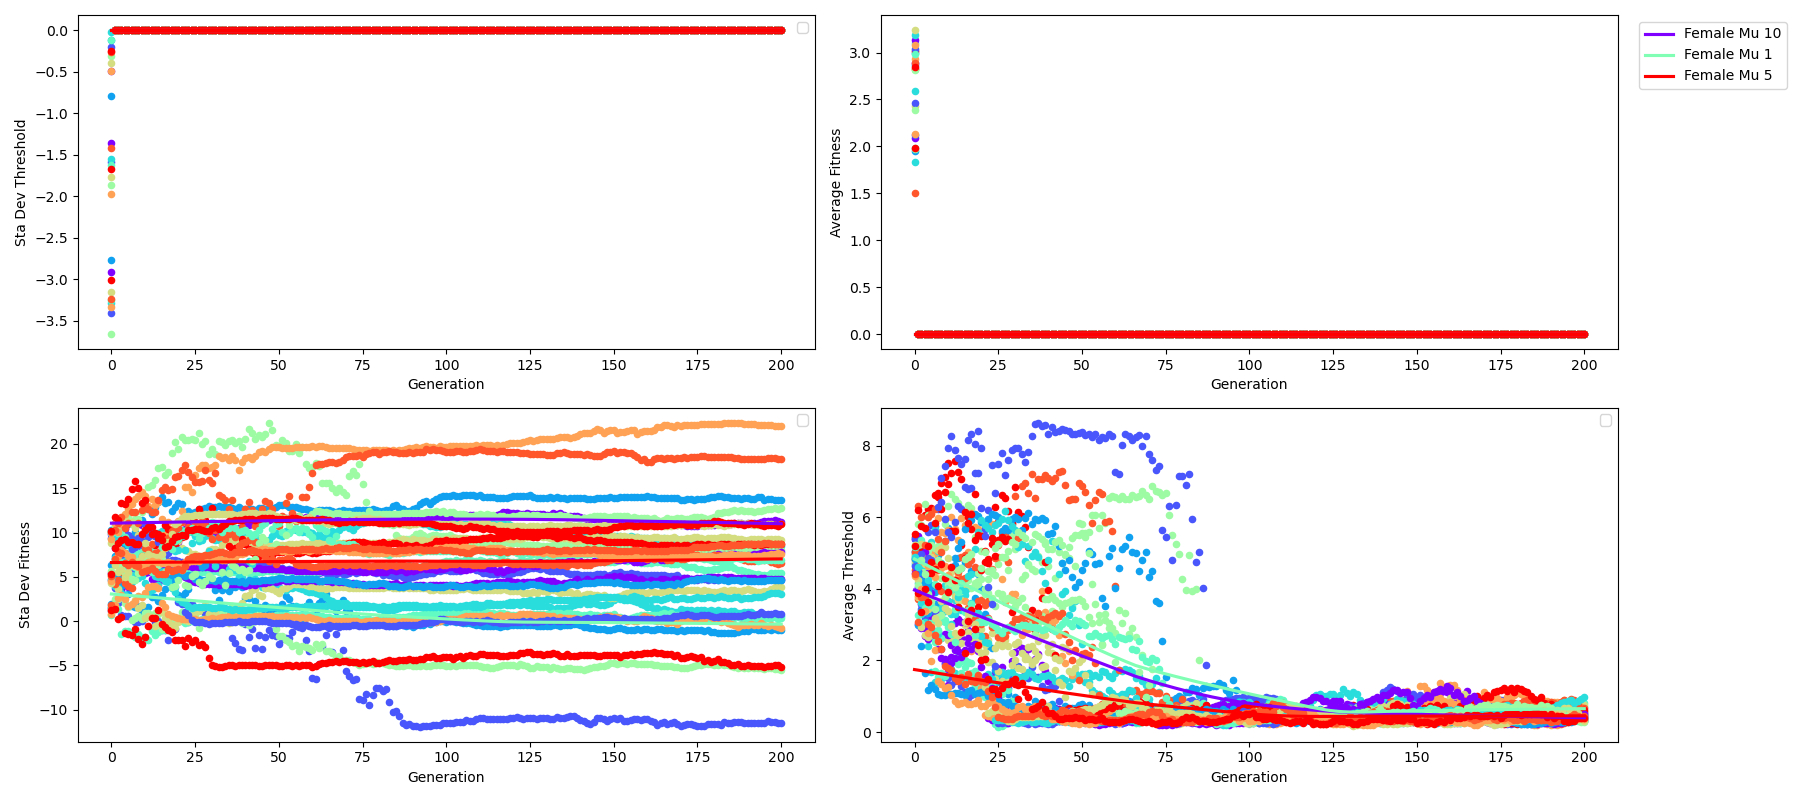 0.0
−0.5
−1.0
−1.5
−2.0
−2.5
−3.0
−3.5
Sta Dev Threshold
0 25 50 75 100 125 150 175 200
Generation
3.0
2.5
2.0
1.5
1.0
0.5
0.0
Average Fitness
0 25 50 75 100 125 150 175 200
Generation
Female Mu 10
Female Mu 1
Female Mu 5
20
15
10
5
0
−5
−10
Sta Dev Fitness
0 25 50 75 100 125 150 175 200
Generation
8
6
4
2
0
Average Threshold
0 25 50 75 100 125 150 175 200
Generation